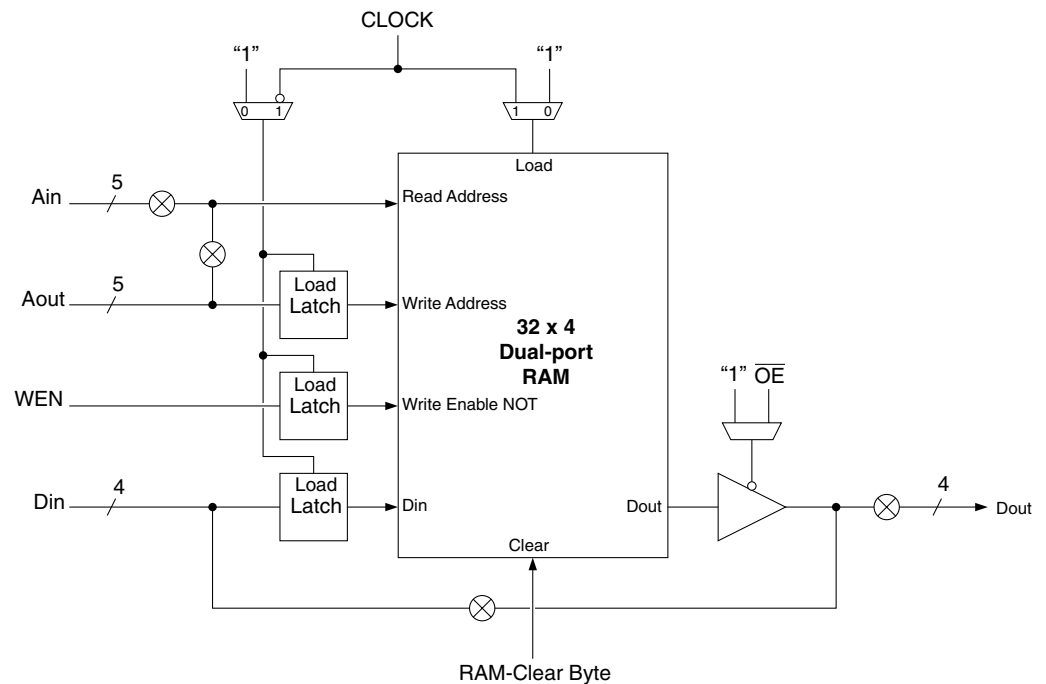 CLOCK
“1” “1”
0 1 1 0
Load
Ain 5 Read Address
Aout 5 Load Latch Write Address
32 x 4
Dual-port
RAM
WEN Load Latch Write Enable NOT
“1” OE
Din 4 Load Latch Din Dout 4 Dout
Clear
RAM-Clear Byte